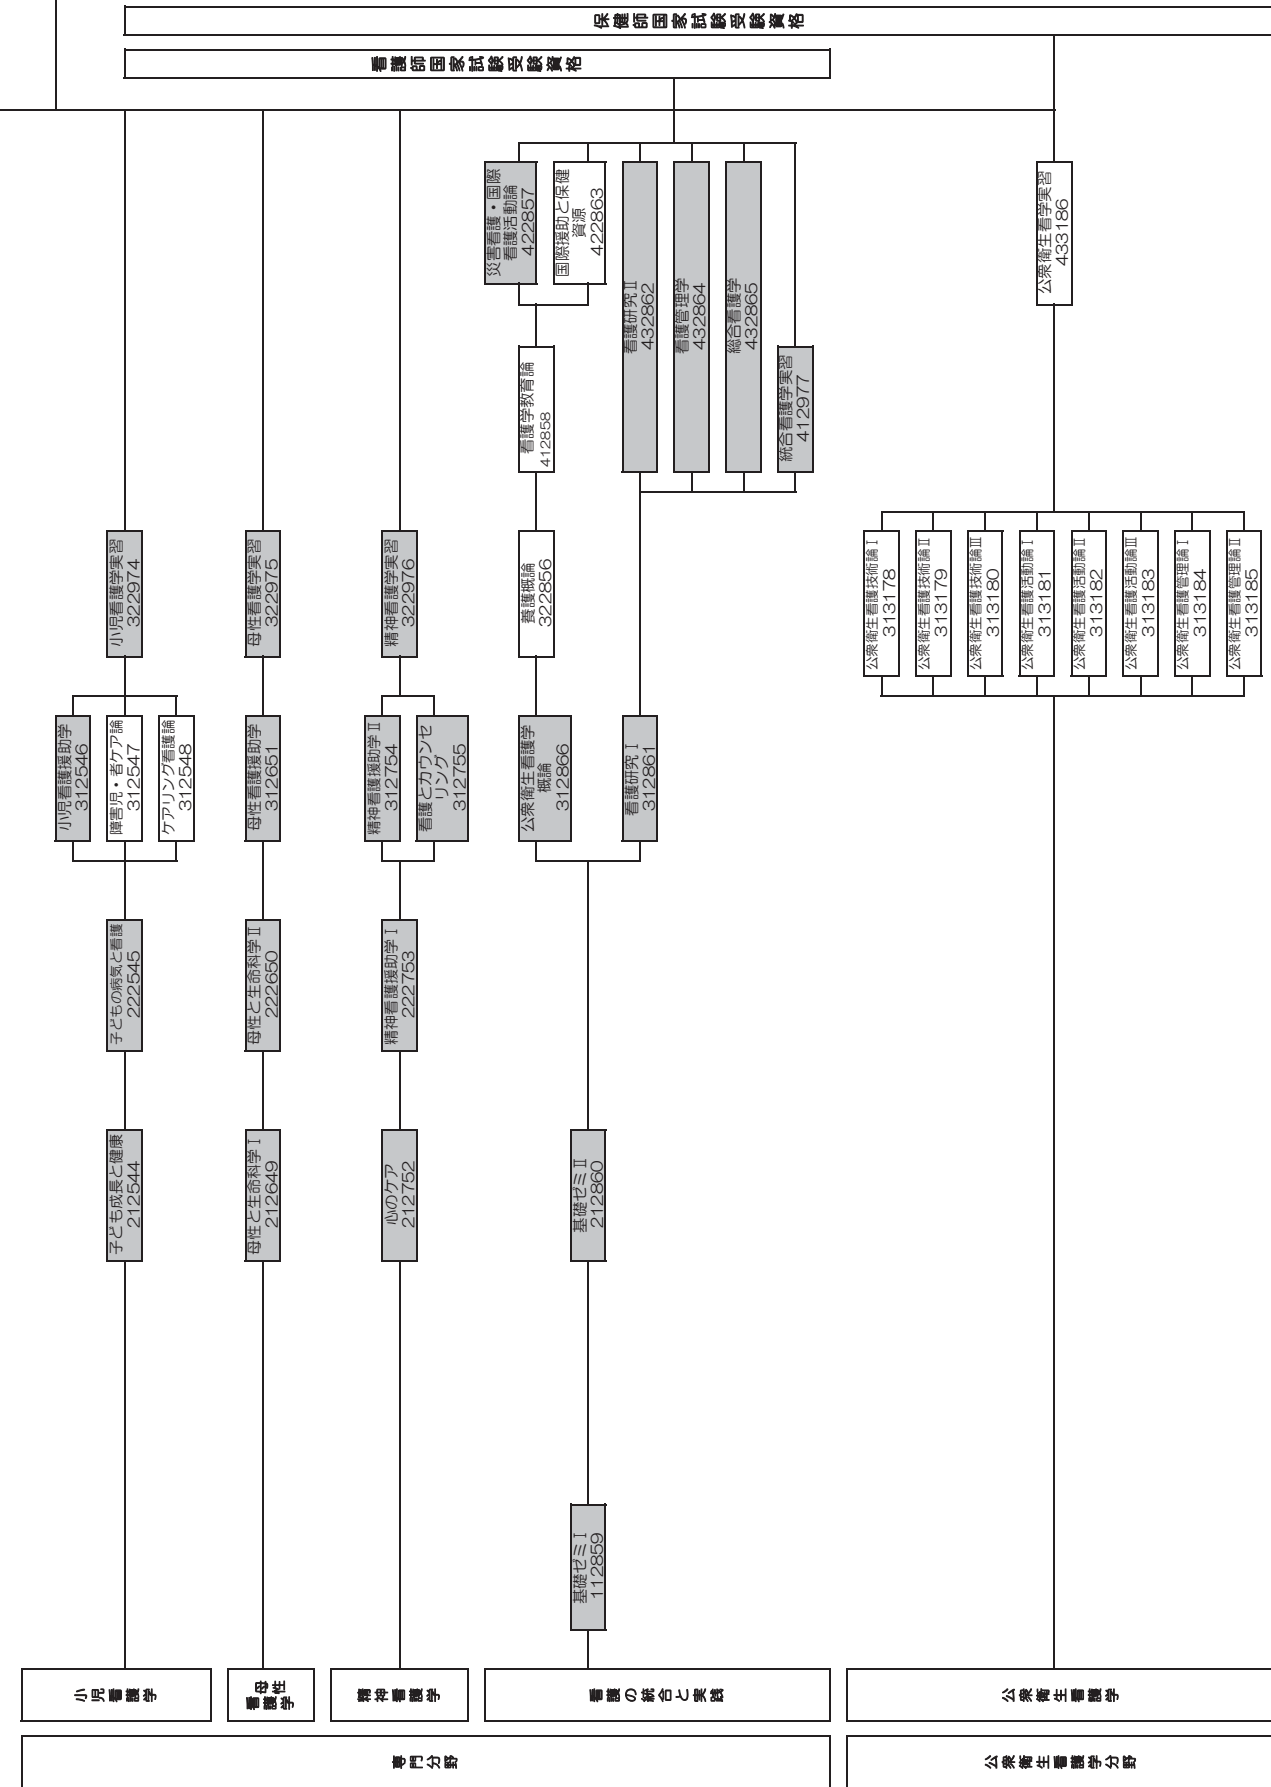 保健師国家試験受験資格
看護師国家試験受験資格
災害看護・国際
看護活動論
422857
国際援助と保健
資源
422863
看護研究Ⅱ
432862
看護管理学
432864
総合看護学
432865
公衆衛生看学実習
433186
看護学教育論
412858
統合看護学実習
412977
小児看護学実習
322974
母性看護学実習
322975
精神看護学実習
322976
養護概論
322856
公衆衛生看護技術論Ⅰ
313178
公衆衛生看護技術論Ⅱ
313179
公衆衛生看護技術論Ⅲ
313180
公衆衛生看護活動論Ⅰ
313181
公衆衛生看護活動論Ⅱ
313182
公衆衛生看護活動論Ⅲ
313183
公衆衛生看護管理論Ⅰ
313184
公衆衛生看護管理論Ⅱ
313185
小児看護援助学
312546
障害児・者ケア論
312547
ケアリング看護論
312548
母性看護援助学
312651
精神看護援助学Ⅱ
312754
看護とカウンセ
リング
312755
公衆衛生看護学
概論
312866
看護研究Ⅰ
312861
子どもの病気と看護
222545
母性と生命科学Ⅱ
222650
精神看護援助学Ⅰ
222753
子ども成長と健康
212544
母性と生命科学Ⅰ
212649
心のケア
212752
基礎ゼミⅡ
212860
基礎ゼミⅠ
112859
小児看護学
母性
看護学
精神看護学
看護の統合と実践
公衆衛生看護学
専門分野
公衆衛生看護学分野